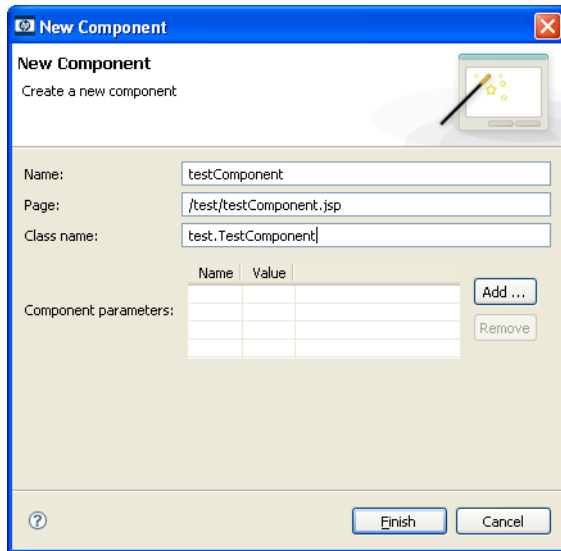 New Component
New Component
Create a new component
Name: testComponent
Page: /test/testComponent.jsp
Class name: test.TestComponent
Name Value
Add ...
Component parameters:
Remove
Finish Cancel